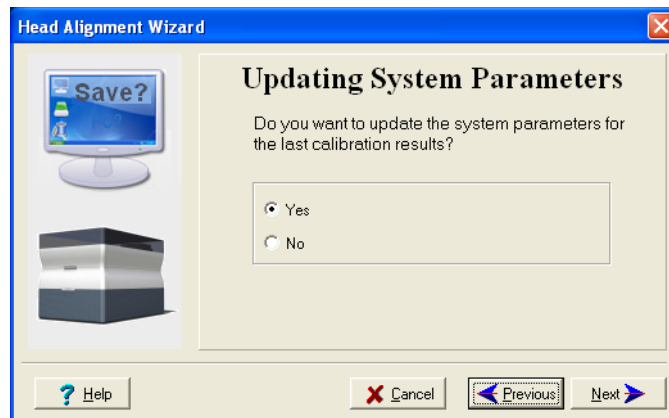 Head Alignment Wizard
Save?
Updating System Parameters
Do you want to update the system parameters for
the last calibration results?
Yes
No
? Help
Cancel
Previous
Next